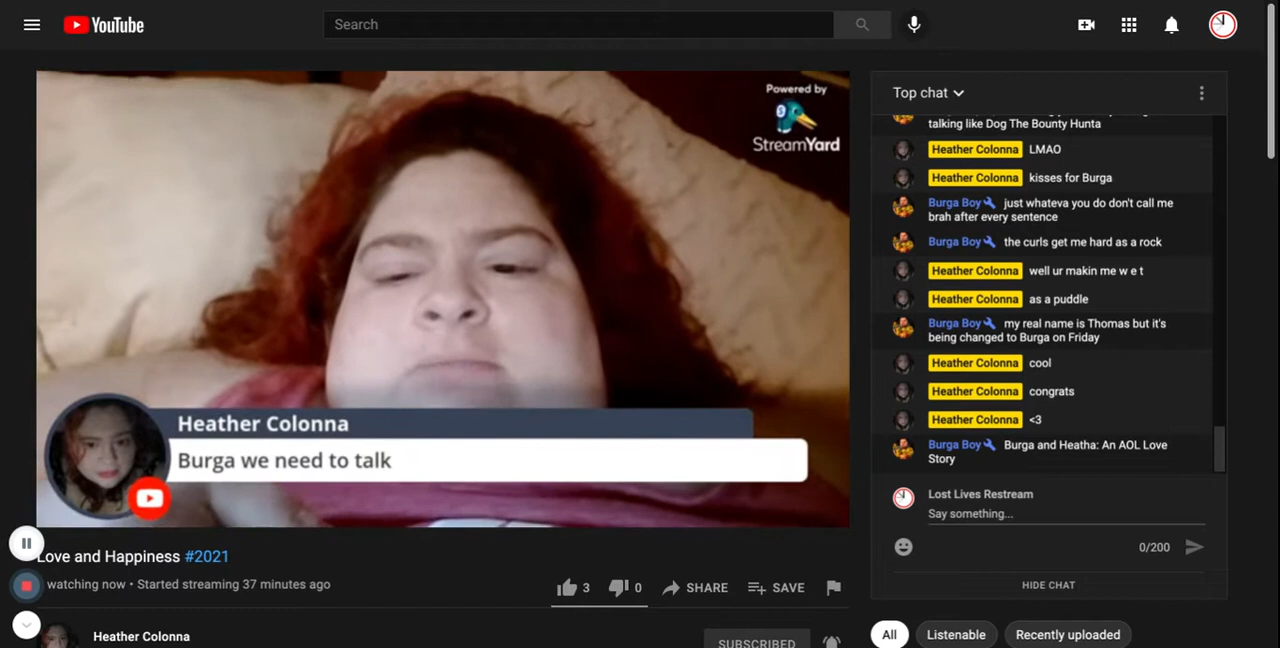 YouTube
Search
Powered by
StreamYard
Heather Colonna
Burga we need to talk
Love and Happiness #2021
watching now • Started streaming 37 minutes ago
3
0
SHARE
SAVE
Heather Colonna
SUBSCRIBED
Top chat
talking like Dog The Bounty Hunta
Heather Colonna LMAO
Heather Colonna kisses for Burga
Burga Boy just whateva you do don't call me
brah after every sentence
Burga Boy the curls get me hard as a rock
Heather Colonna well ur makin me w e t
Heather Colonna as a puddle
Burga Boy my real name is Thomas but it's
being changed to Burga on Friday
Heather Colonna cool
Heather Colonna congrats
Heather Colonna <3
Burga Boy Burga and Heatha: An AOL Love
Story
Lost Lives Restream
Say something...
0/200
HIDE CHAT
All
Listenable
Recently uploaded